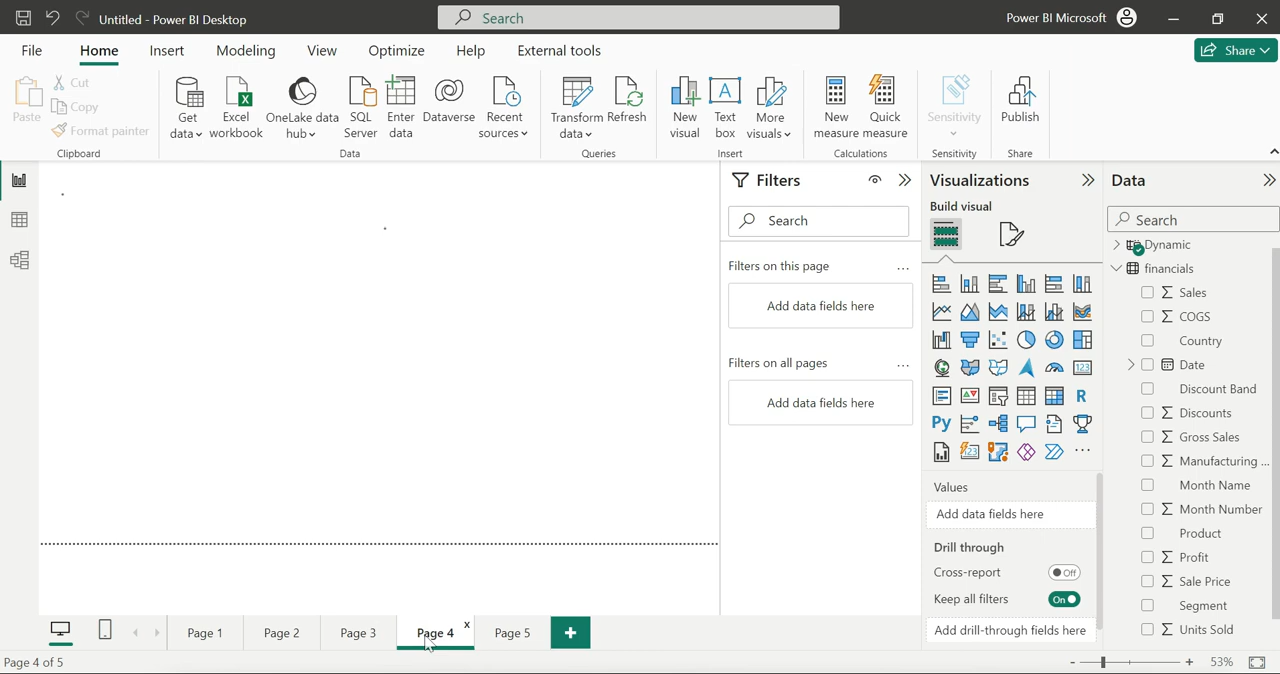 Untitled - Power BI Desktop
Search
Power BI Microsoft
File Home Insert Modeling View Optimize Help External tools
Share
Paste
Cut
Copy
Format painter
Clipboard
Get data
Excel workbook
OneLake data hub
SQL Server
Enter data
Dataverse
Recent sources
Data
Transform data
Refresh
Queries
New visual
Text box
More visuals
Insert
New measure
Quick measure
Calculations
Sensitivity
Sensitivity
Publish
Share
Filters
Search
Filters on this page ...
Add data fields here
Filters on all pages ...
Add data fields here
Visualizations
Build visual
123
R
Py
123
...
Values
Add data fields here
Drill through
Cross-report Off
Keep all filters On
Add drill-through fields here
Data
Search
Dynamic
financials
Σ Sales
Σ COGS
Country
Date
Discount Band
Σ Discounts
Σ Gross Sales
Σ Manufacturing ...
Month Name
Σ Month Number
Product
Σ Profit
Σ Sale Price
Segment
Σ Units Sold
Page 1 Page 2 Page 3 Page 4 x Page 5 +
Page 4 of 5
- + 53%